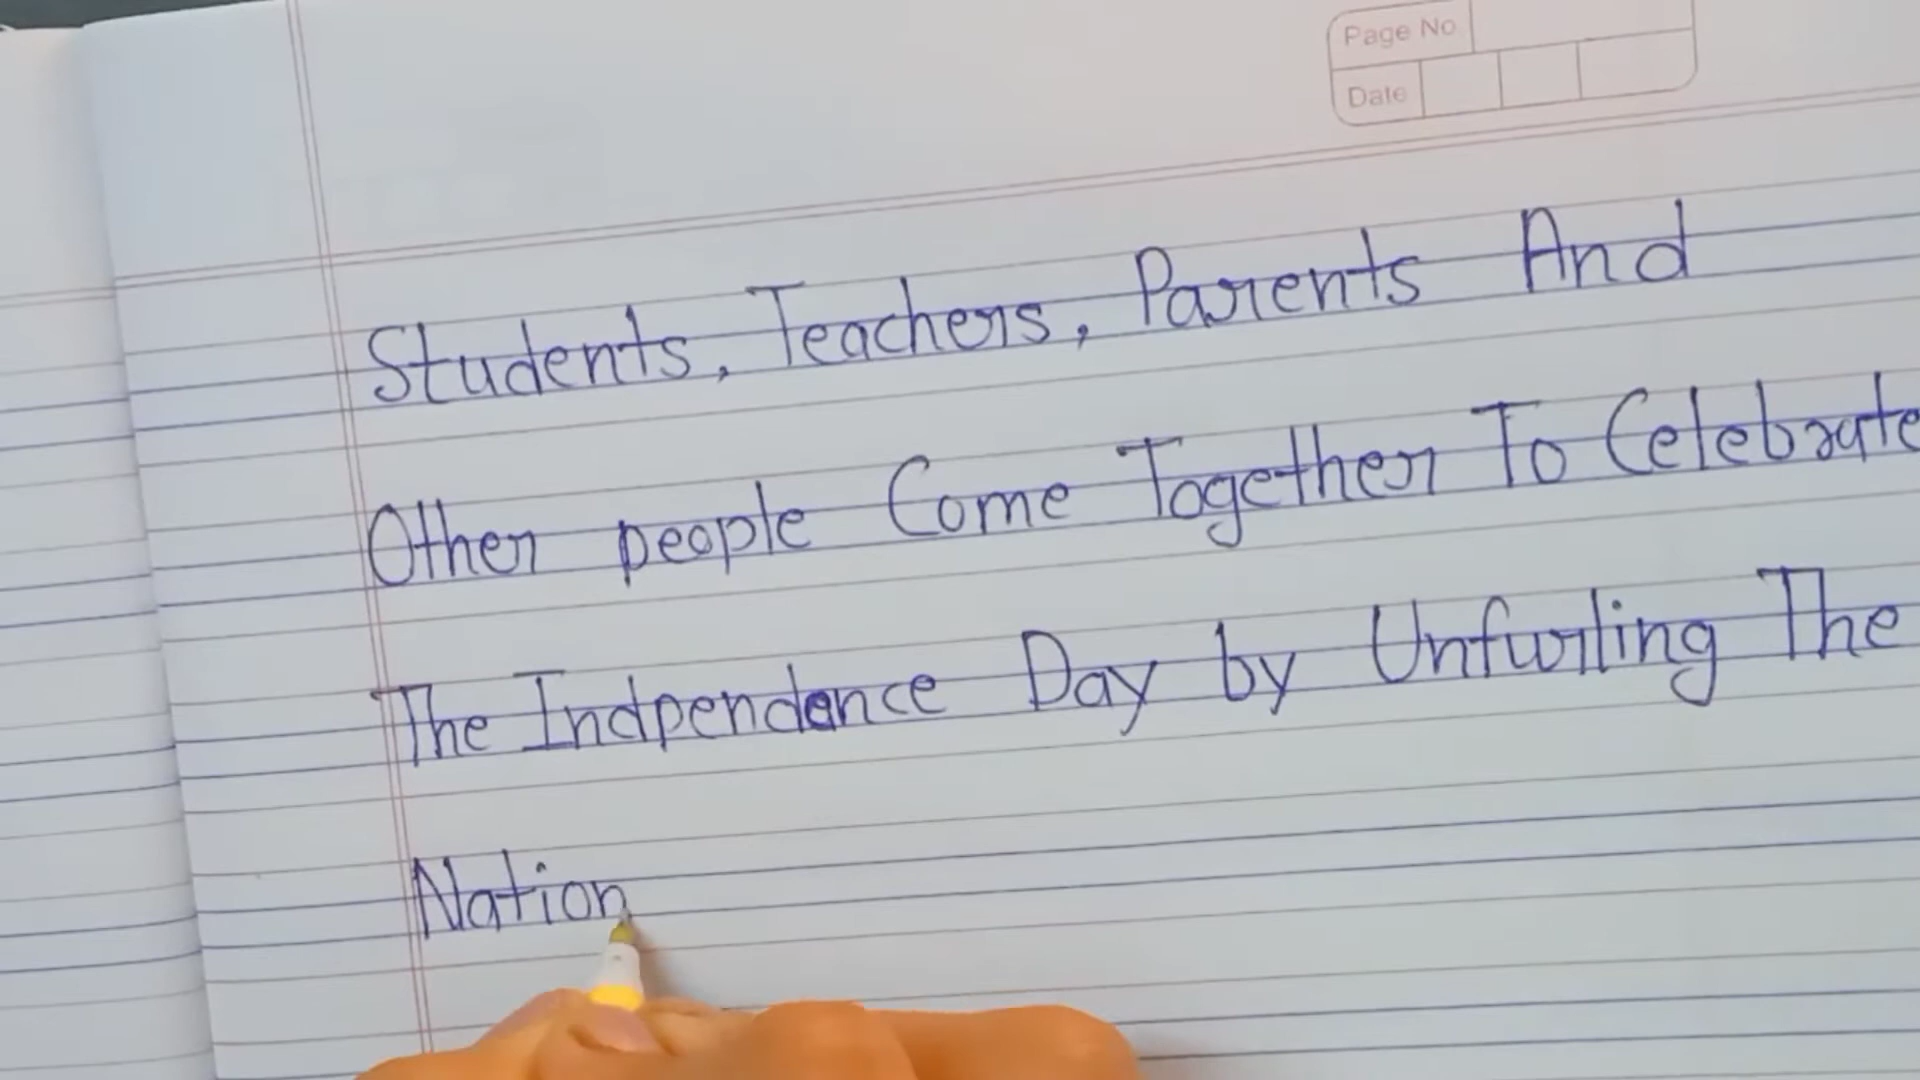 Page No
Date
Students, Teachers, Parents And
Other people Come Together To Celebrate
The Indpendance Day by Unfurling The
Nation